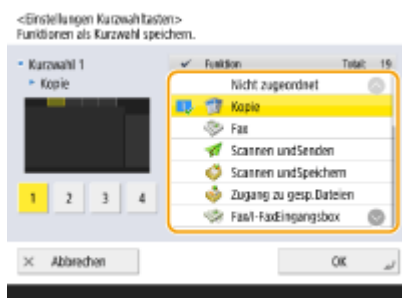 <Einstellungen Kurzwahltasten>
Funktionen als Kurzwahl speichern.
Kurzwahl 1
Kopie
Funktion Total: 19
Nicht zugeordnet
Kopie
Fax
Scannen undSenden
Scannen undSpeichern
Zugang zu gesp.Dateien
Fax/I-FaxEingangsbox
1 2 3 4
Abbrechen OK